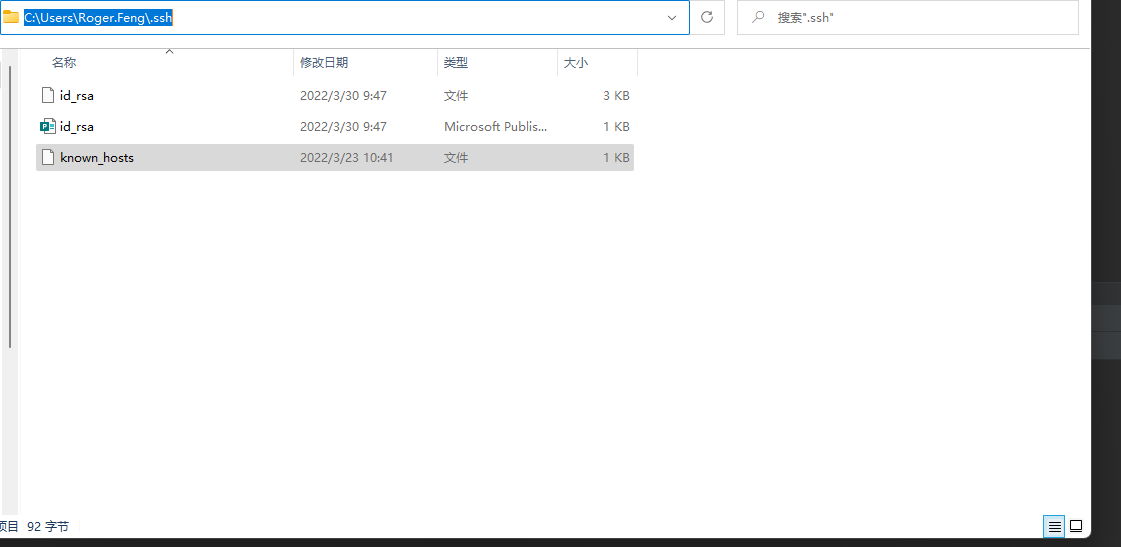 C:\Users\Roger.Feng\.ssh 搜索".ssh"
名称 修改日期 类型 大小
id_rsa 2022/3/30 9:47 文件 3 KB
id_rsa 2022/3/30 9:47 Microsoft Publis... 1 KB
known_hosts 2022/3/23 10:41 文件 1 KB
项目 92 字节